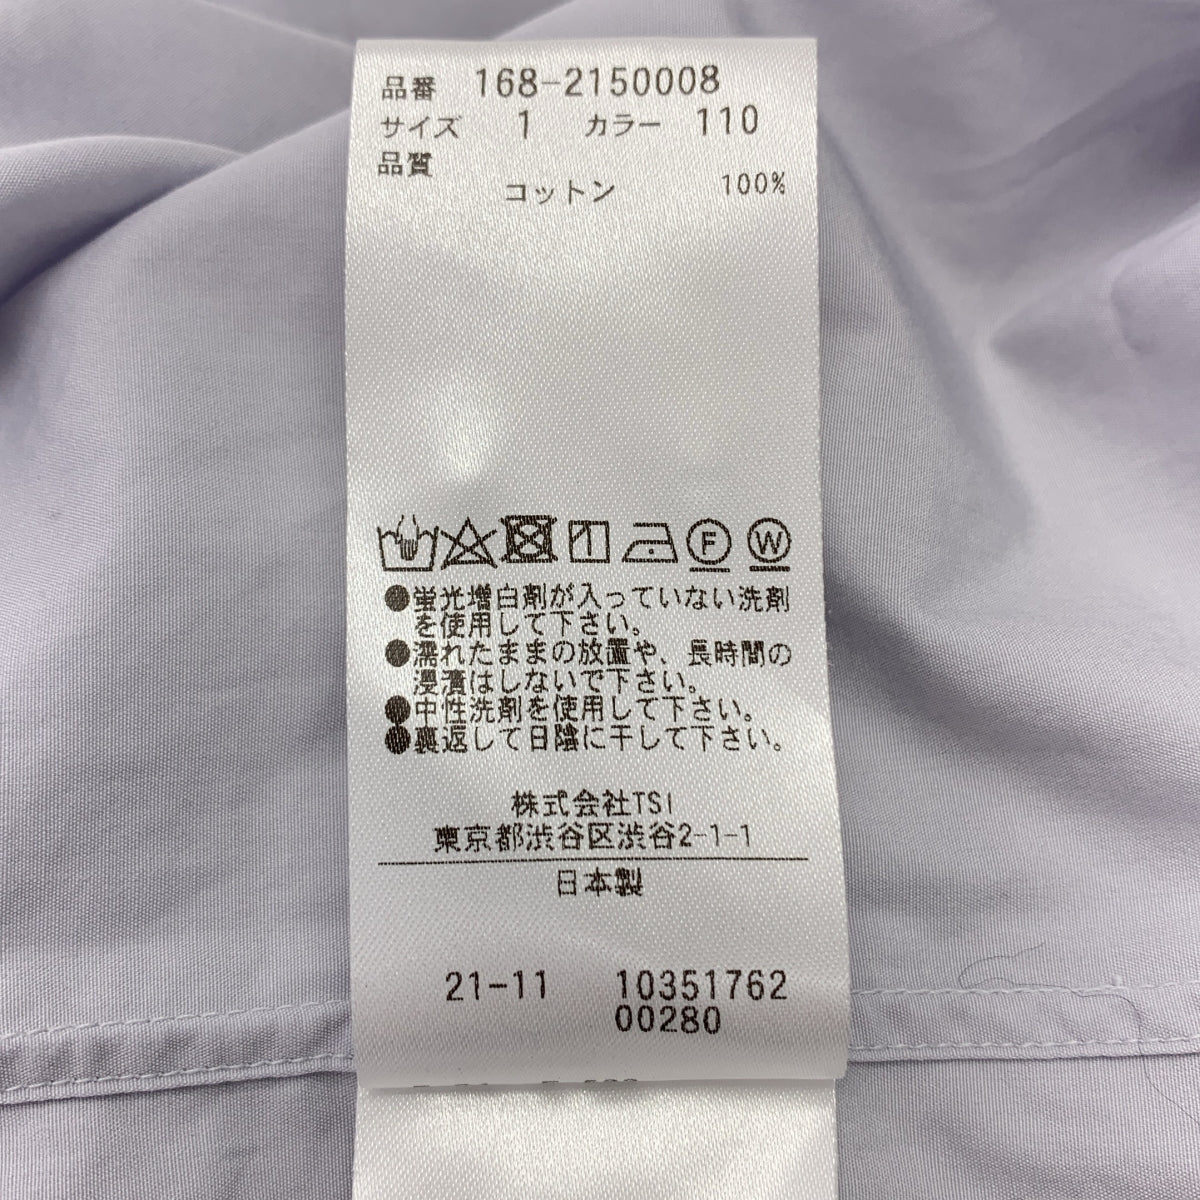 品番 168-2150008
サイズ 1 カラー 110
品質
コットン 100%
F W
●蛍光増白剤が入っていない洗剤
を使用して下さい。
●濡れたままの放置や、長時間の
浸漬はしないで下さい。
●中性洗剤を使用して下さい。
●裏返して日陰に干して下さい。
株式会社TSI
東京都渋谷区渋谷2-1-1
日本製
21-11 10351762
00280